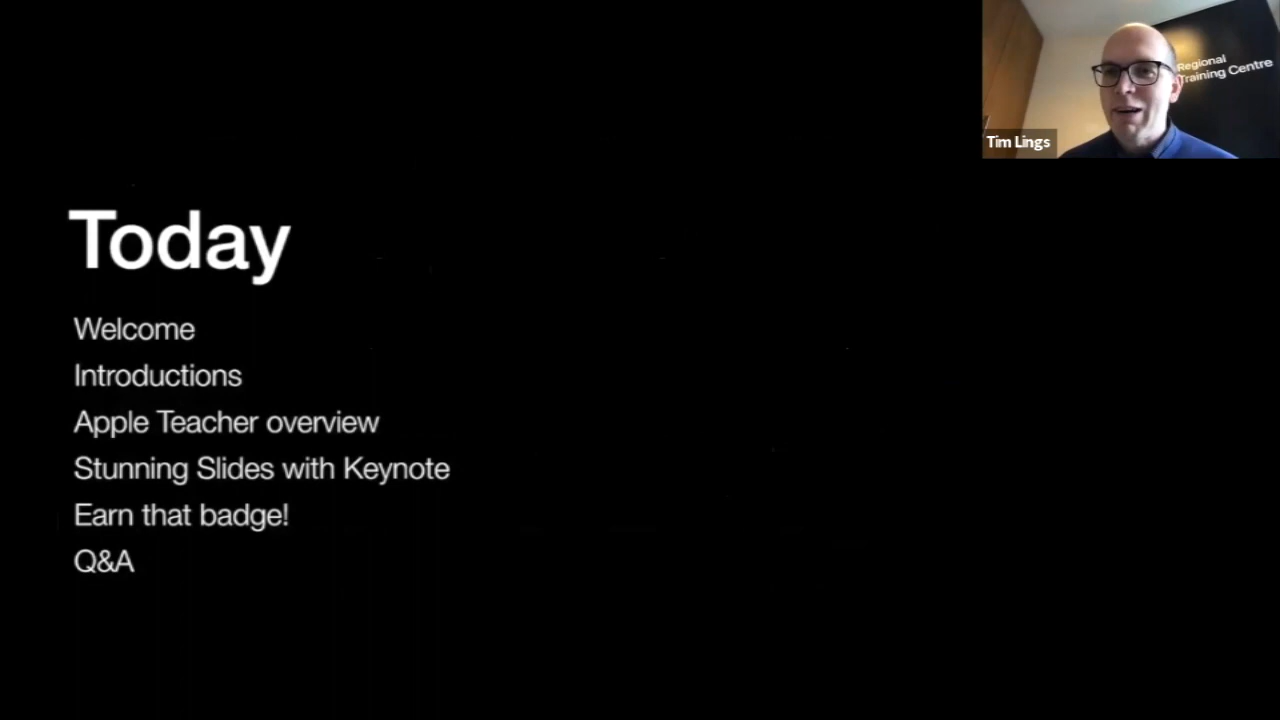 Regional
Training Centre
Tim Lings
Today
Welcome
Introductions
Apple Teacher overview
Stunning Slides with Keynote
Earn that badge!
Q&A